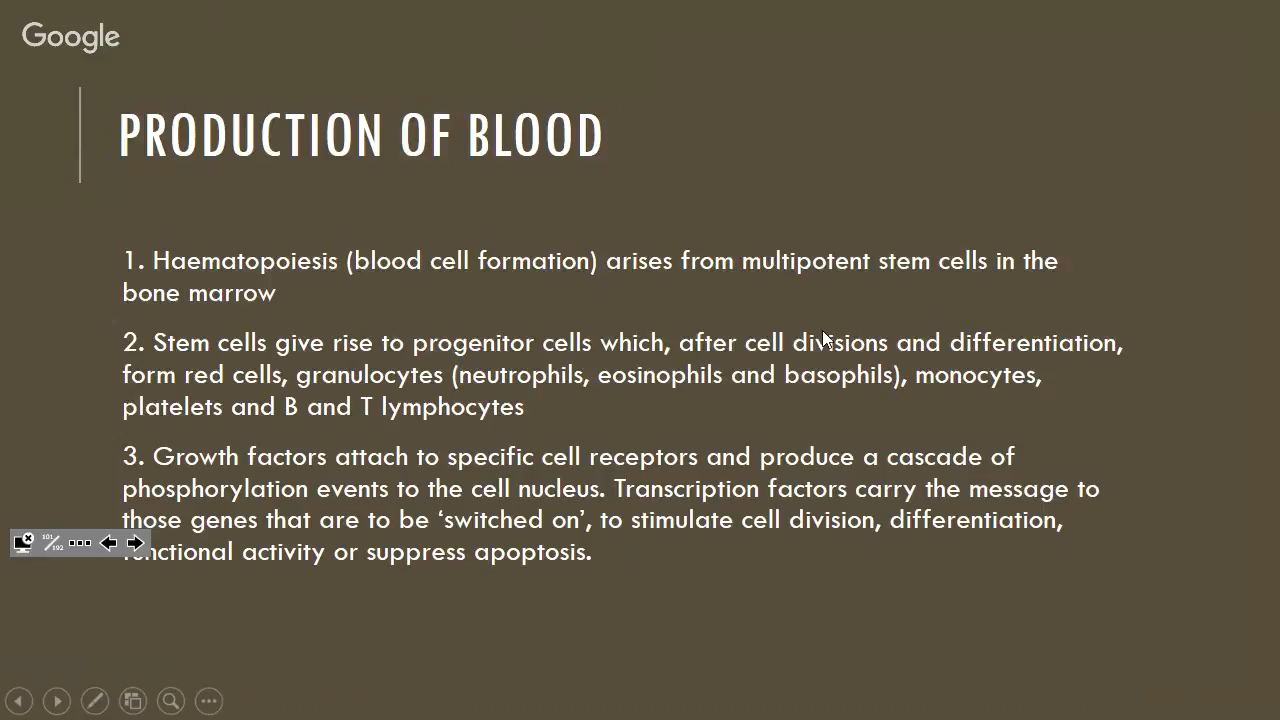 Google
PRODUCTION OF BLOOD
1. Haematopoiesis (blood cell formation) arises from multipotent stem cells in the
bone marrow
2. Stem cells give rise to progenitor cells which, after cell divisions and differentiation,
form red cells, granulocytes (neutrophils, eosinophils and basophils), monocytes,
platelets and B and T lymphocytes
3. Growth factors attach to specific cell receptors and produce a cascade of
phosphorylation events to the cell nucleus. Transcription factors carry the message to
those genes that are to be ‘switched on’, to stimulate cell division, differentiation,
101/192
functional activity or suppress apoptosis.